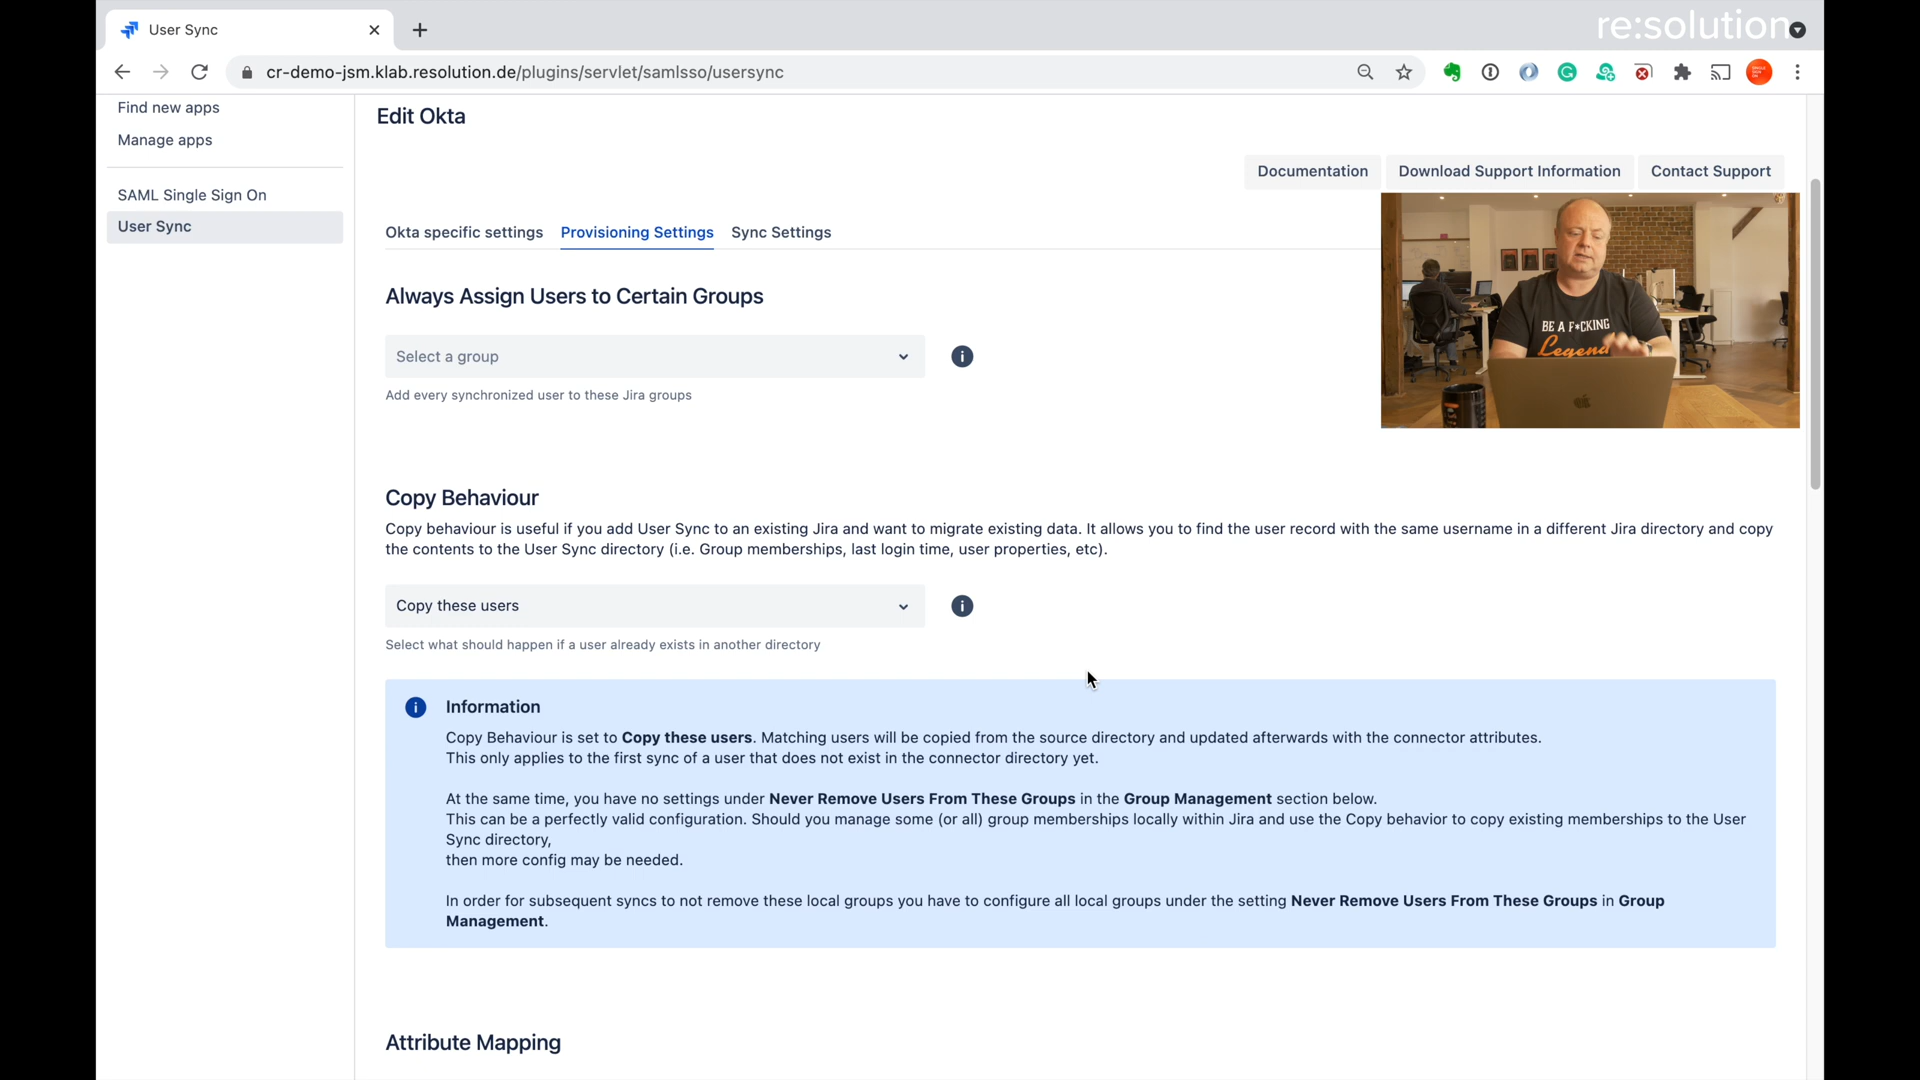 User Sync
re:solution
cr-demo-jsm.klab.resolution.de/plugins/servlet/samlsso/usersync
Find new apps
Manage apps
SAML Single Sign On
User Sync
Edit Okta
Documentation
Download Support Information
Contact Support
Okta specific settings
Provisioning Settings
Sync Settings
Always Assign Users to Certain Groups
Select a group
Add every synchronized user to these Jira groups
BE A F*CKING
Legend
Copy Behaviour
Copy behaviour is useful if you add User Sync to an existing Jira and want to migrate existing data. It allows you to find the user record with the same username in a different Jira directory and copy
the contents to the User Sync directory (i.e. Group memberships, last login time, user properties, etc).
Copy these users
Select what should happen if a user already exists in another directory
Information
Copy Behaviour is set to Copy these users. Matching users will be copied from the source directory and updated afterwards with the connector attributes.
This only applies to the first sync of a user that does not exist in the connector directory yet.
At the same time, you have no settings under Never Remove Users From These Groups in the Group Management section below.
This can be a perfectly valid configuration. Should you manage some (or all) group memberships locally within Jira and use the Copy behavior to copy existing memberships to the User
Sync directory,
then more config may be needed.
In order for subsequent syncs to not remove these local groups you have to configure all local groups under the setting Never Remove Users From These Groups in Group
Management.
Attribute Mapping